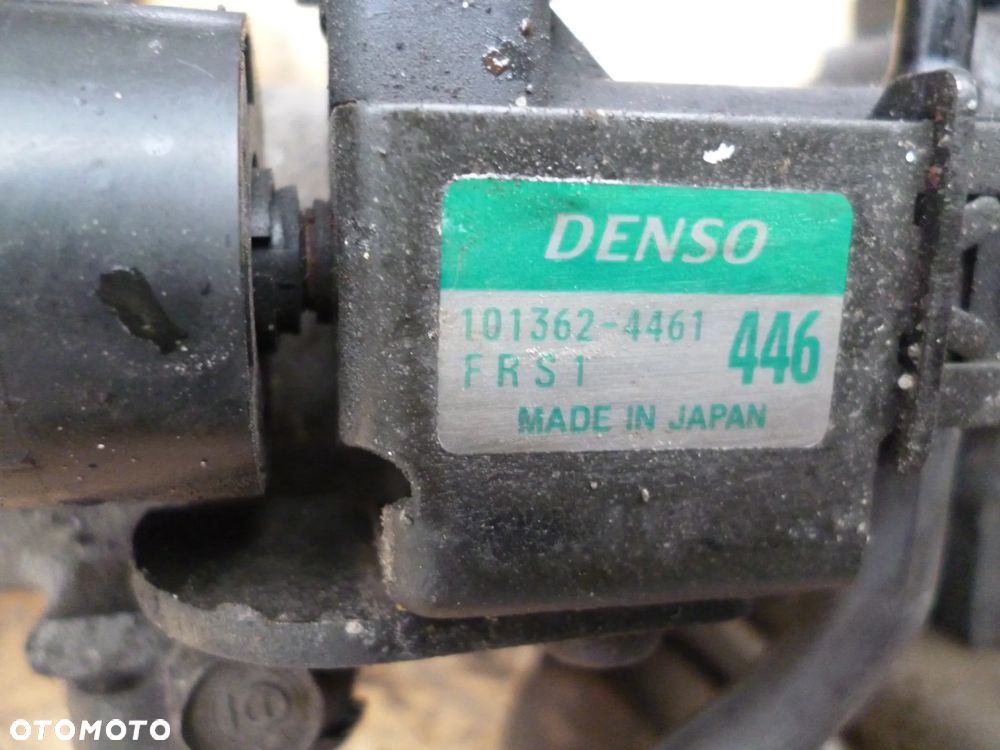 DENSO
101362-4461
446
FRS1
MADE IN JAPAN
OTOMOTO